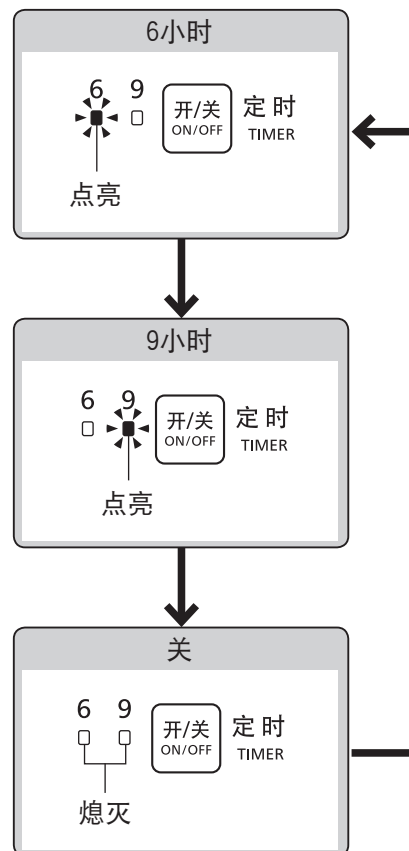 6小时
6 9
开/关
ON/OFF
定时
TIMER
点亮
9小时
6 9
开/关
ON/OFF
定时
TIMER
点亮
关
6 9
开/关
ON/OFF
定时
TIMER
熄灭